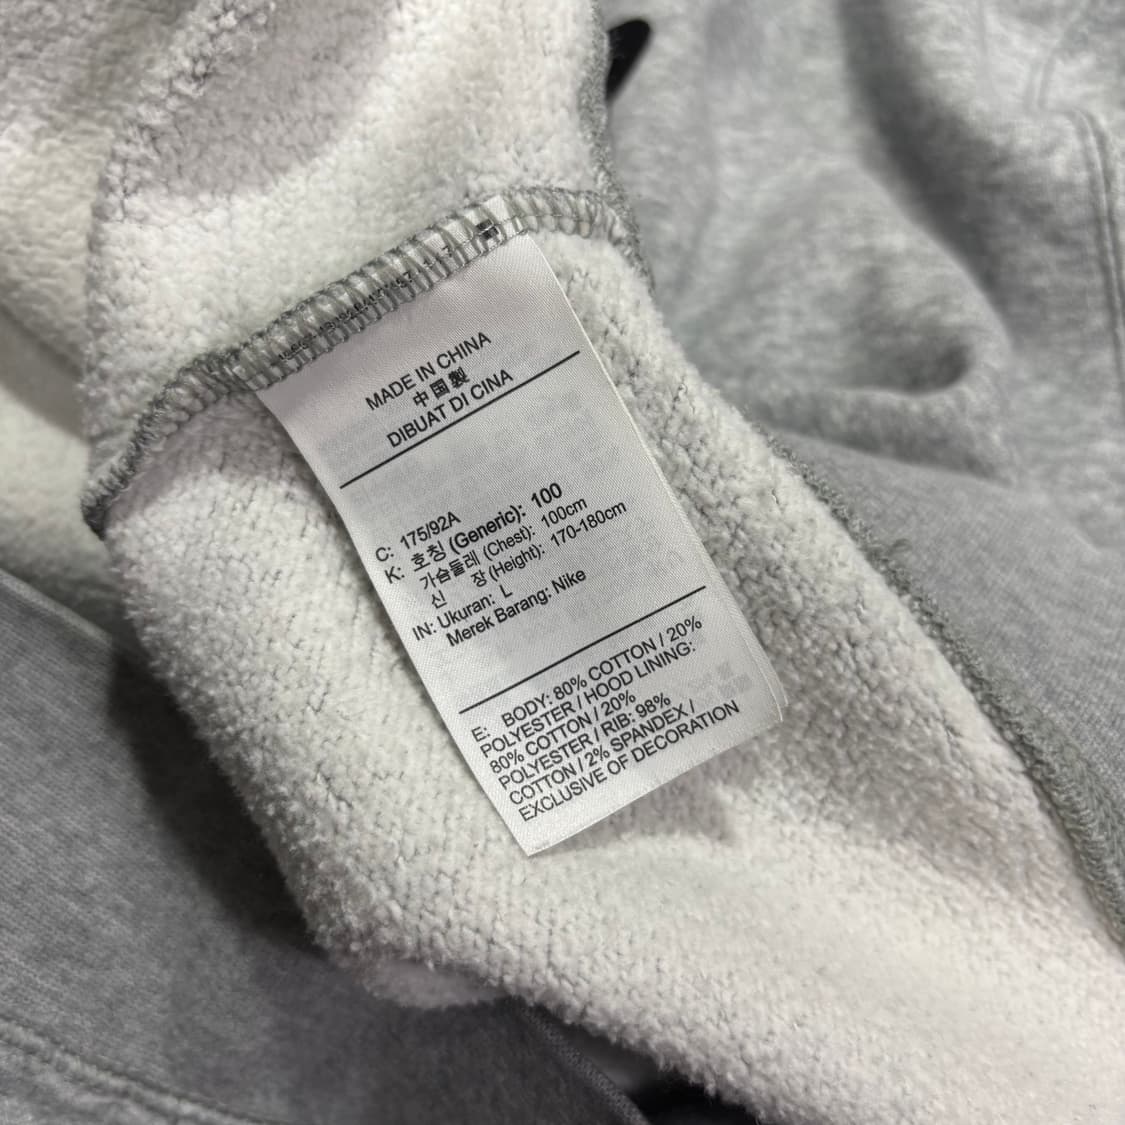 MADE IN CHINA
中国製
DIBUAT DI CINA
C: 175/92A
K: 호칭 (Generic): 100
가슴둘레 (Chest): 100cm
신 장 (Height): 170-180cm
IN: Ukuran: L
Merek Barang: Nike
E: BODY: 80% COTTON / 20%
POLYESTER / HOOD LINING:
80% COTTON / 20%
POLYESTER / RIB: 98%
COTTON / 2% SPANDEX /
EXCLUSIVE OF DECORATION